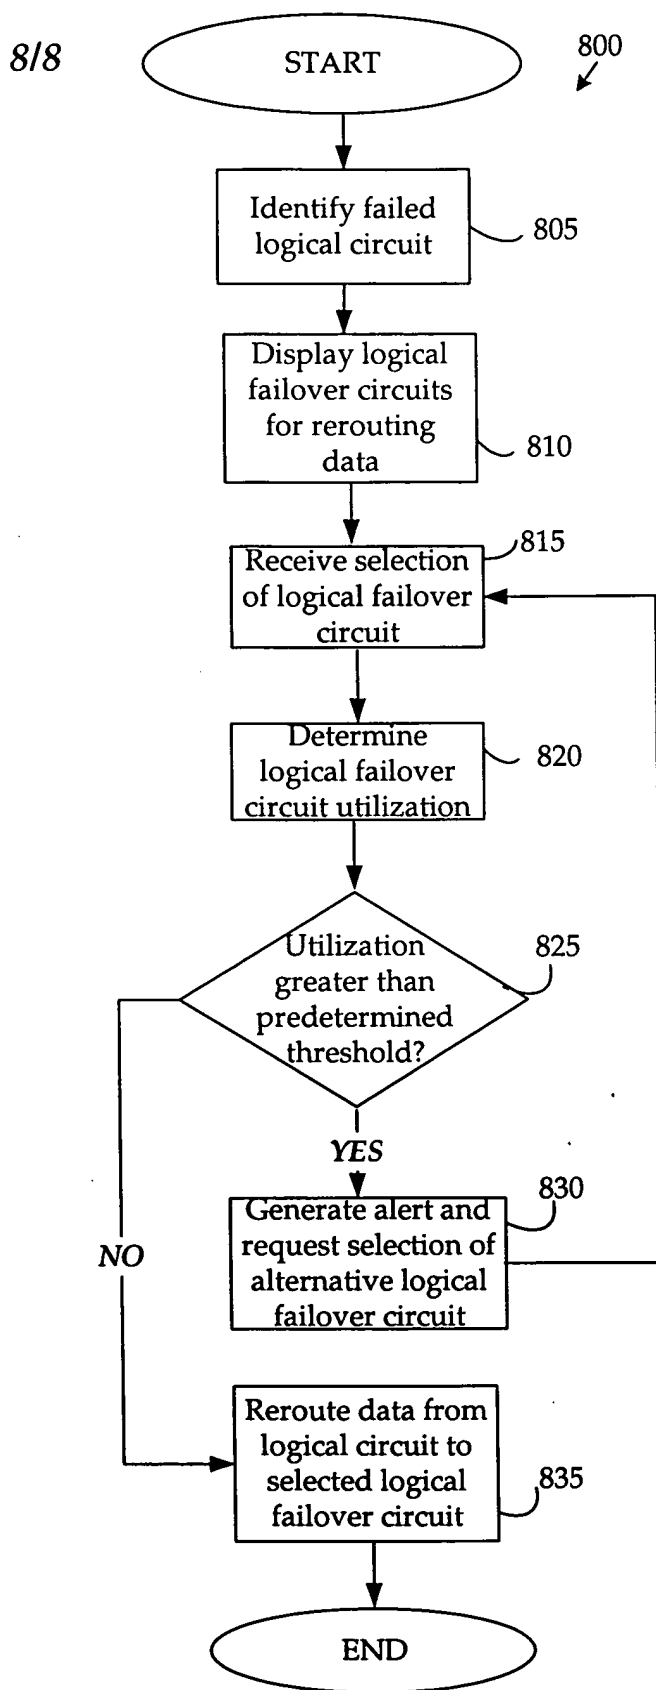 8/8
START
800
Identify failed
logical circuit
805
Display logical
failover circuits
for rerouting
data
810
815
Receive selection
of logical failover
circuit
Determine
logical failover
circuit utilization
820
Utilization
greater than
predetermined
threshold?
825
YES
NO
830
Generate alert and
request selection of
alternative logical
failover circuit
Reroute data from
logical circuit to
selected logical
failover circuit
835
END